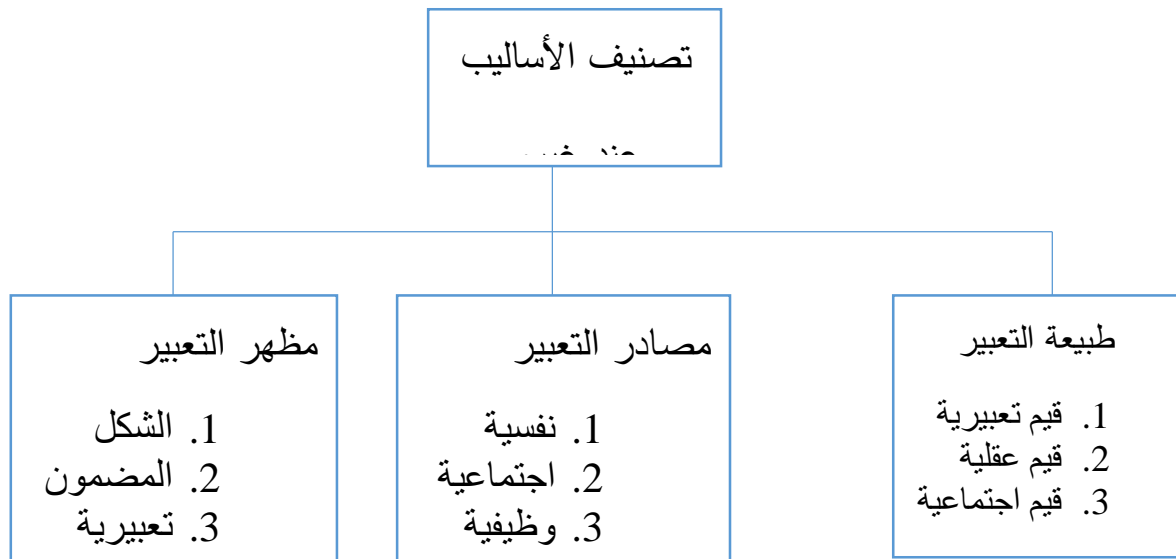 تصنيف الأساليب
طبيعة التعبير
1. قيم تعبيرية
2. قيم عقلية
3. قيم اجتماعية
مصادر التعبير
1. نفسية
2. اجتماعية
3. وظيفية
مظهر التعبير
1. الشكل
2. المضمون
3. تعبيرية